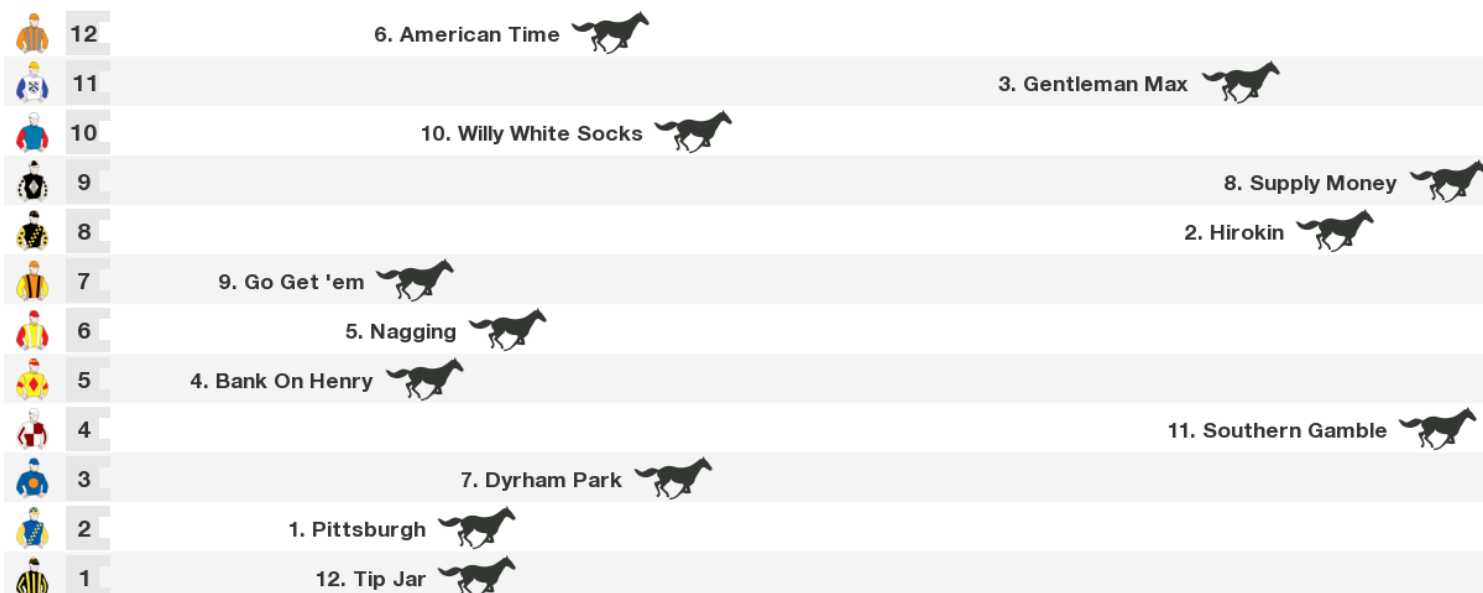 12 6. American Time
11 3. Gentleman Max
10 10. Willy White Socks
9 8. Supply Money
8 2. Hirokin
7 9. Go Get 'em
6 5. Nagging
5 4. Bank On Henry
4 11. Southern Gamble
3 7. Dyrham Park
2 1. Pittsburgh
1 12. Tip Jar